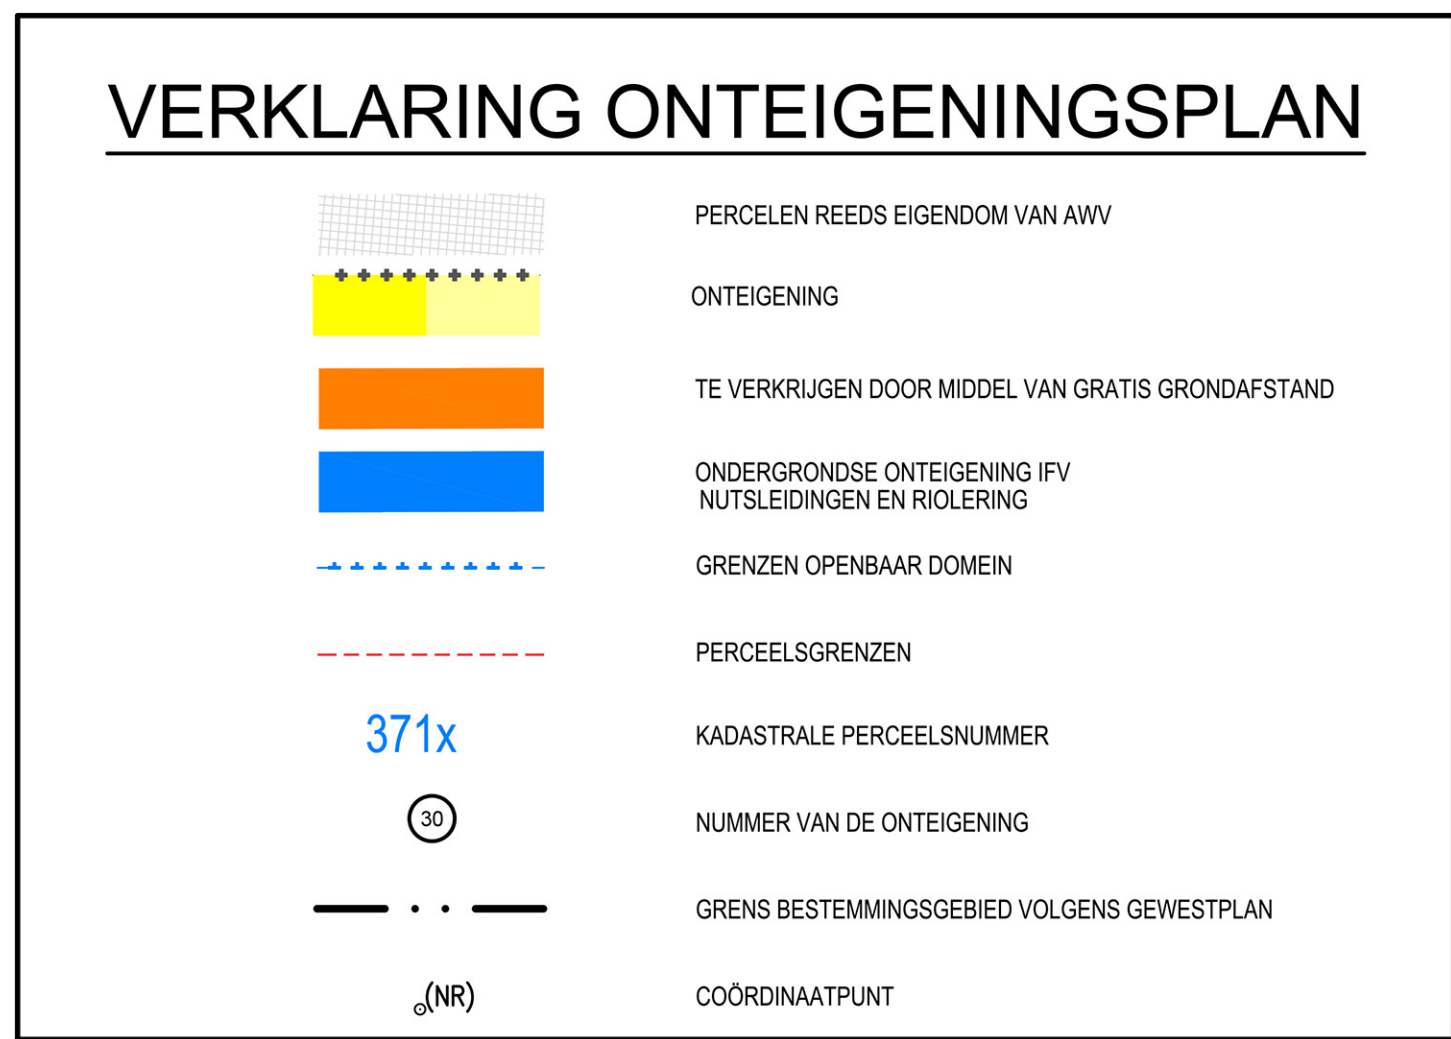 VERKLARING ONTEIGENINGSPLAN
PERCELEN REEDS EIGENDOM VAN AWV
ONTEIGENING
TE VERKRIJGEN DOOR MIDDEL VAN GRATIS GRONDAFSTAND
ONDERGRONDSE ONTEIGENING IFV
NUTSLEIDINGEN EN RIOLERING
GRENZEN OPENBAAR DOMEIN
PERCEELSGRENZEN
371x KADASTRALE PERCEELSNUMMER
30 NUMMER VAN DE ONTEIGENING
GRENS BESTEMMINGSGEBIED VOLGENS GEWESTPLAN
(NR) COÖRDINAATPUNT